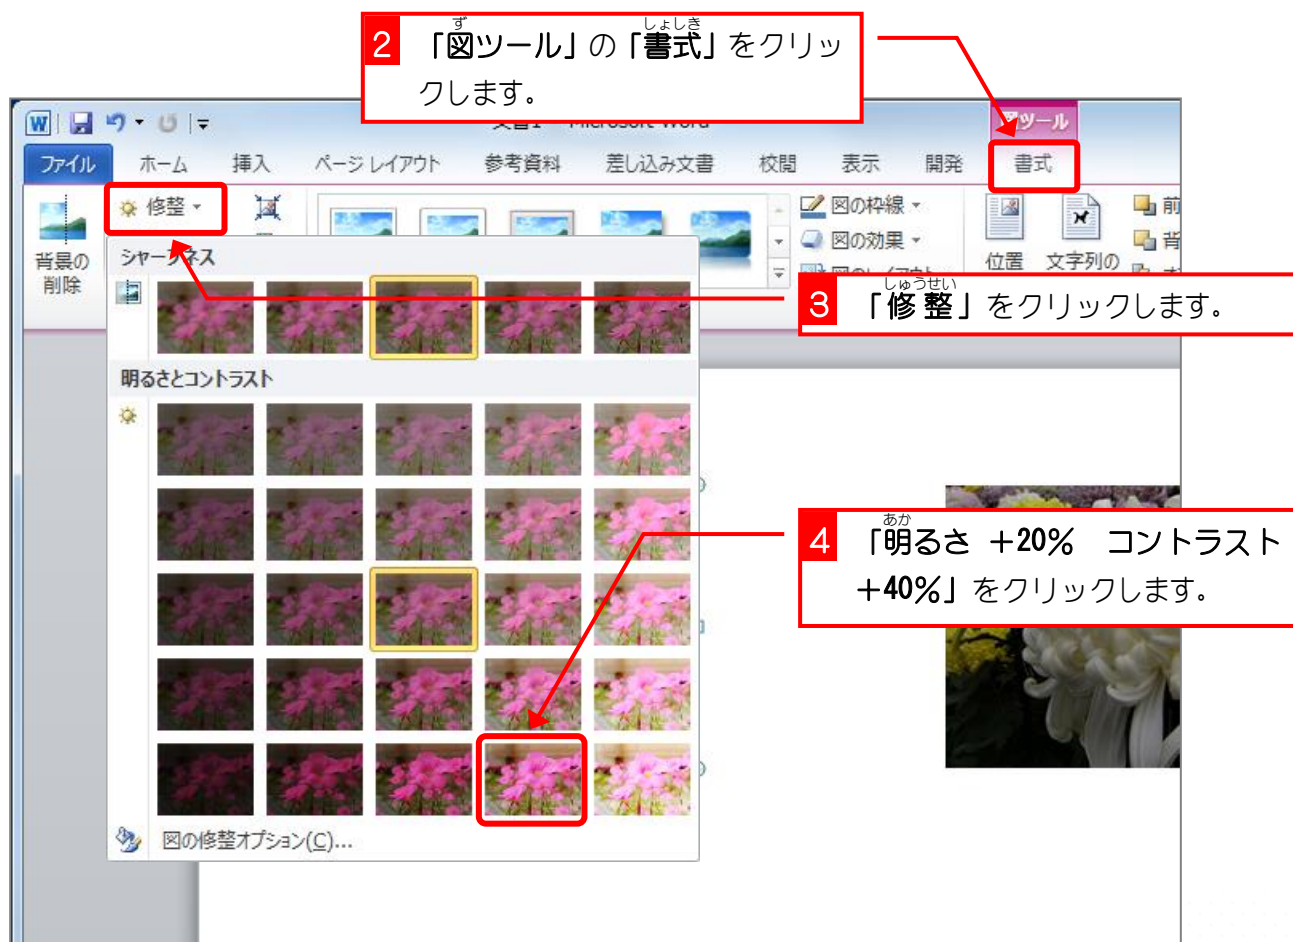 2 「図ツール」の「書式」をクリッ
クします。
図ツール
ファイル ホーム 挿入 ページ レイアウト 参考資料 差し込み文書 校閲 表示 開発 書式
修整
図の枠線
前
図の効果
背
背景の
削除
位置 文字列の
シャープネス
しゅうせい
3 「修整」をクリックします。
明るさとコントラスト
あか
4 「明るさ +20% コントラスト
+40%」をクリックします。
図の修整オプション(C)...